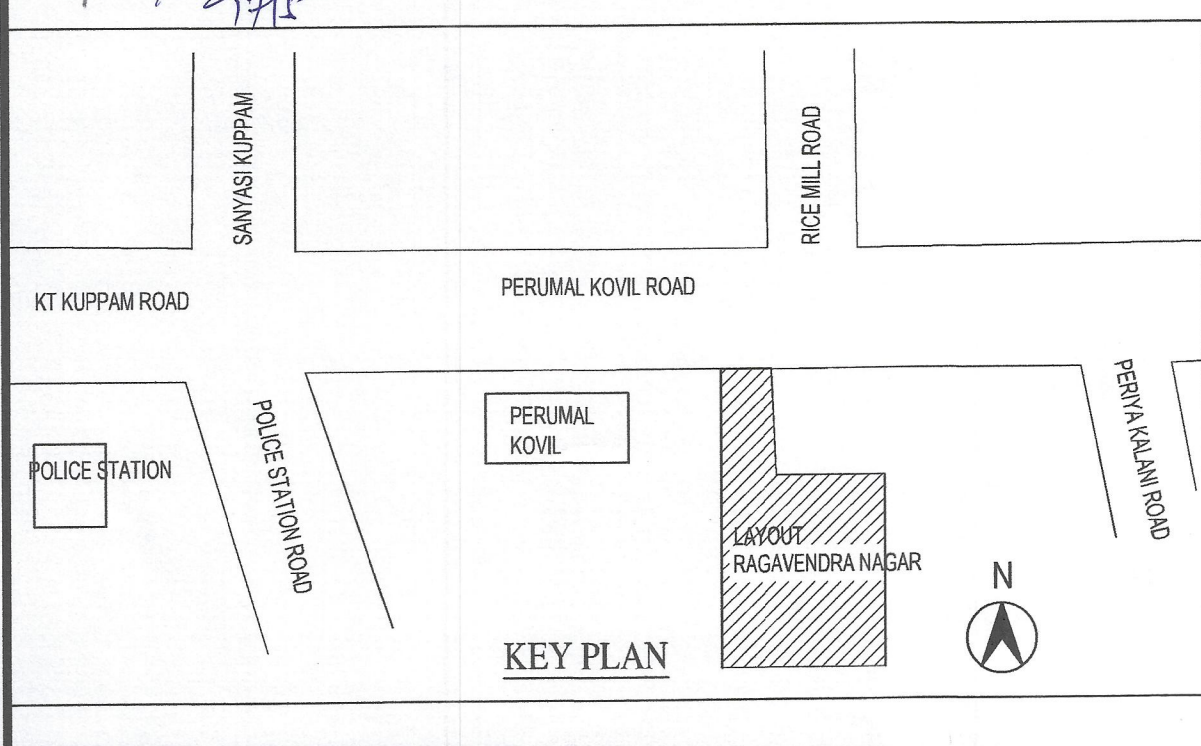 SANYASI KUPPAM
RICE MILL ROAD
KT KUPPAM ROAD
PERUMAL KOVIL ROAD
PERIYA KALANI ROAD
POLICE STATION ROAD
PERUMAL
KOVIL
POLICE STATION
LAYOUT
RAGAVENDRA NAGAR
N
KEY PLAN